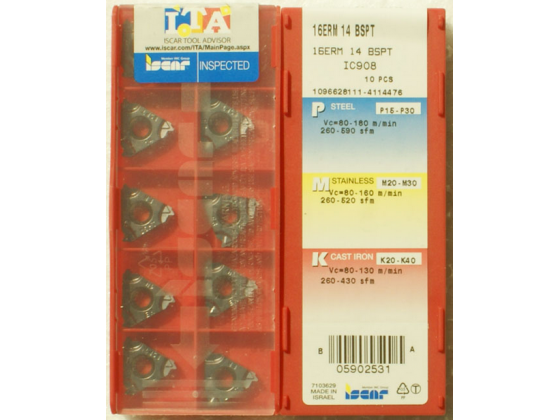 ITA
ISCAR TOOL ADVISOR
www.iscar.com/ITA/MainPage.aspx
iscar
INSPECTED
16ERM 14 BSPT
16ERM 14 BSPT
IC908
10 PCS
1096628111-4114476
P STEEL P15-P30
Vc=80-180 m/min
260-590 sfm
M STAINLESS M20-M30
Vc=80-160 m/min
260-520 sfm
K CAST IRON K20-K40
Vc=80-130 m/min
260-430 sfm
B A
05902531
7103629
MADE IN
ISRAEL
iscar